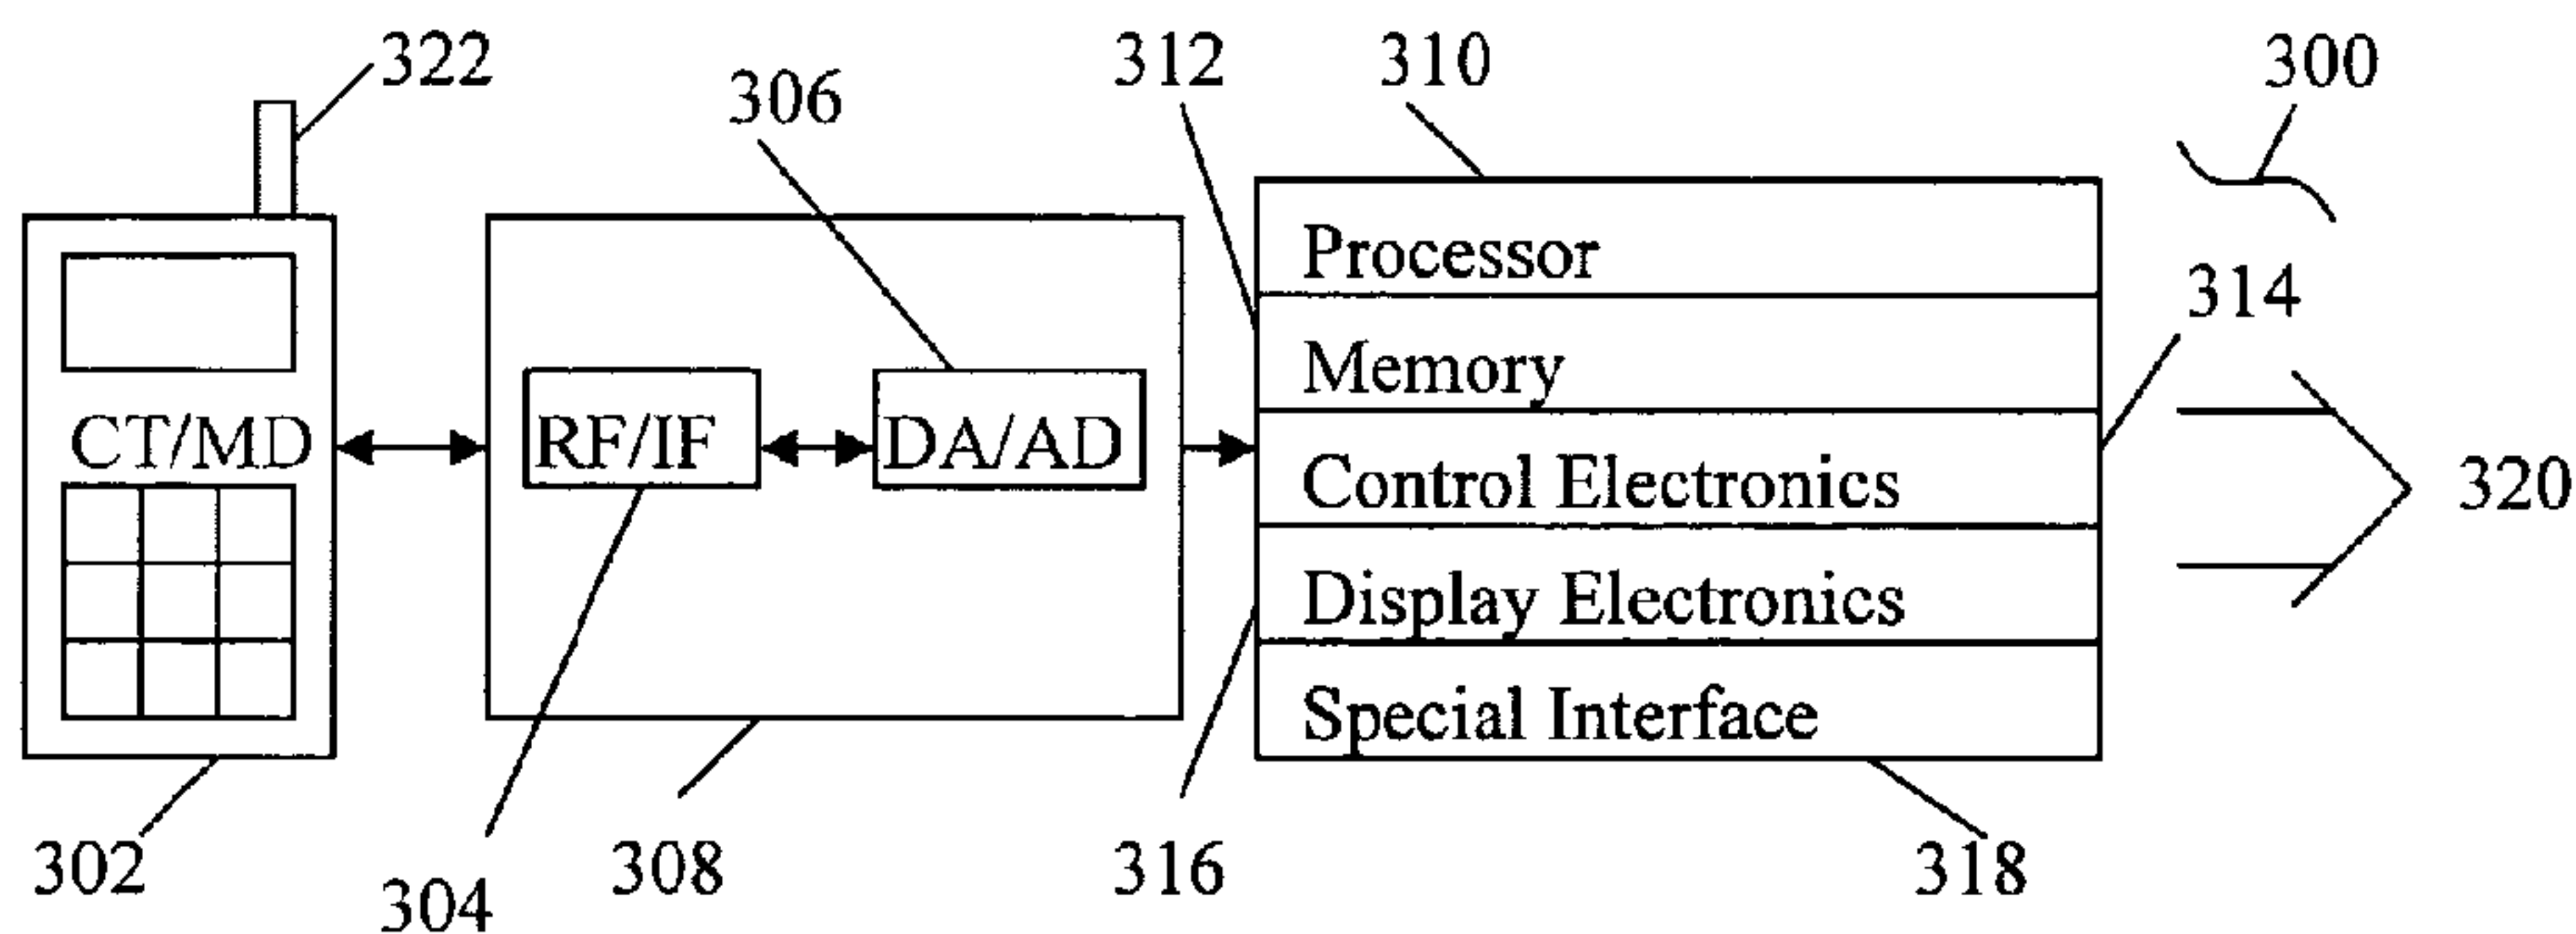 322
306
312
310
300
Processor
314
Memory
CT/MD
RF/IF
DA/AD
Control Electronics
320
Display Electronics
Special Interface
302
304
308
316
318